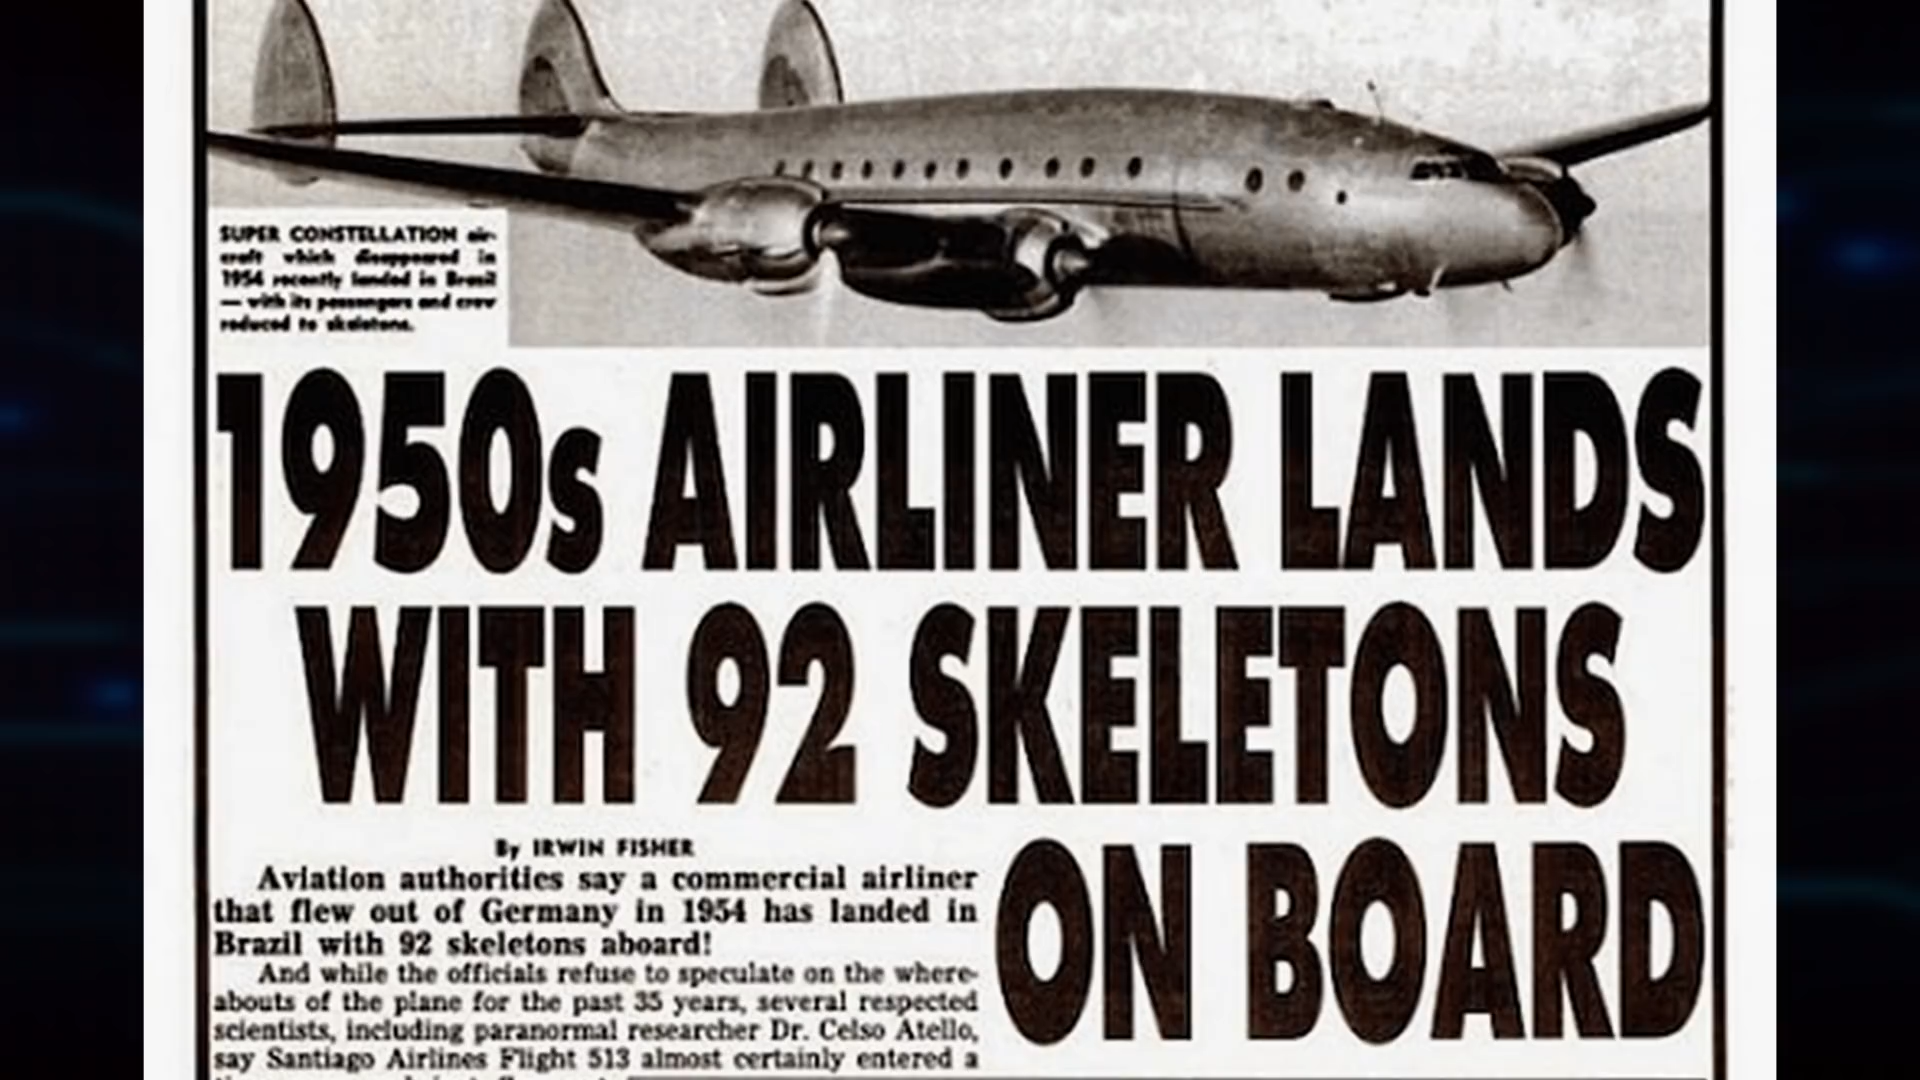 SUPER CONSTELLATION air-
craft which disappeared in
1954 recently landed in Brazil
— with its passengers and crew
reduced to skeletons.
1950s AIRLINER LANDS
WITH 92 SKELETONS
ON BOARD
By IRWIN FISHER
Aviation authorities say a commercial airliner
that flew out of Germany in 1954 has landed in
Brazil with 92 skeletons aboard!
And while the officials refuse to speculate on the where-
abouts of the plane for the past 35 years, several respected
scientists, including paranormal researcher Dr. Celso Atello,
say Santiago Airlines Flight 513 almost certainly entered a